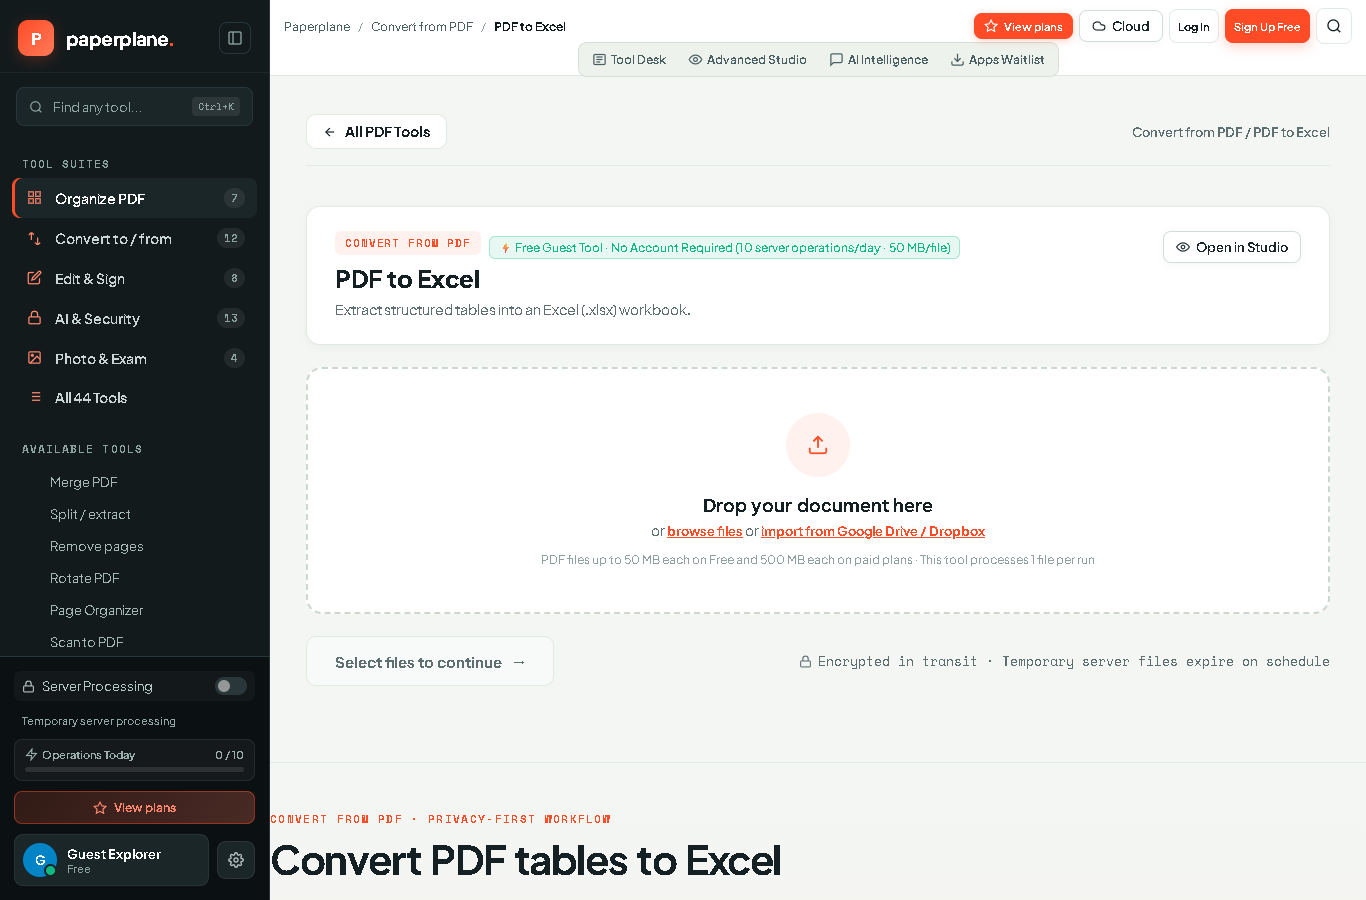 P paperplane.
Find any tool... Ctrl+K
TOOL SUITES
Organize PDF 7
Convert to / from 12
Edit & Sign 8
AI & Security 13
Photo & Exam 4
All 44 Tools
AVAILABLE TOOLS
Merge PDF
Split / extract
Remove pages
Rotate PDF
Page Organizer
Scan to PDF
Server Processing
Temporary server processing
Operations Today 0 / 10
View plans
G Guest Explorer
Free
Paperplane / Convert from PDF / PDF to Excel
View plans Cloud Log In Sign Up Free
Tool Desk Advanced Studio AI Intelligence Apps Waitlist
← All PDF Tools
Convert from PDF / PDF to Excel
CONVERT FROM PDF Free Guest Tool · No Account Required (10 server operations/day · 50 MB/file)
Open in Studio
PDF to Excel
Extract structured tables into an Excel (.xlsx) workbook.
Drop your document here
or browse files or import from Google Drive / Dropbox
PDF files up to 50 MB each on Free and 500 MB each on paid plans · This tool processes 1 file per run
Select files to continue →
Encrypted in transit · Temporary server files expire on schedule
CONVERT FROM PDF · PRIVACY-FIRST WORKFLOW
Convert PDF tables to Excel